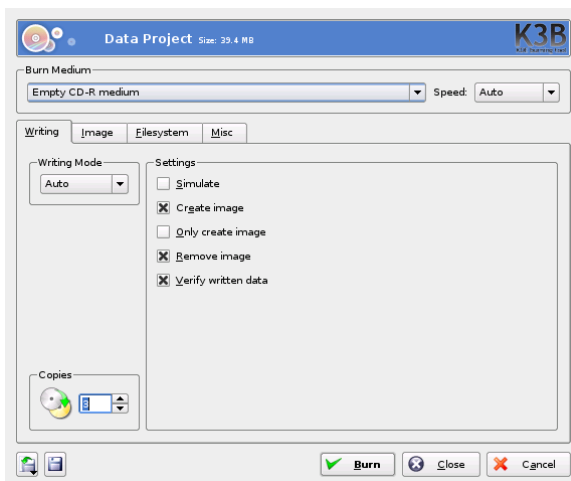 Data Project Size: 39.4 MB
K3B
Burn Medium
Empty CD-R medium Speed: Auto
Writing Image Filesystem Misc
Writing Mode
Auto
Settings
Simulate
Create image
Only create image
Remove image
Verify written data
Copies
3
Burn Close Cancel